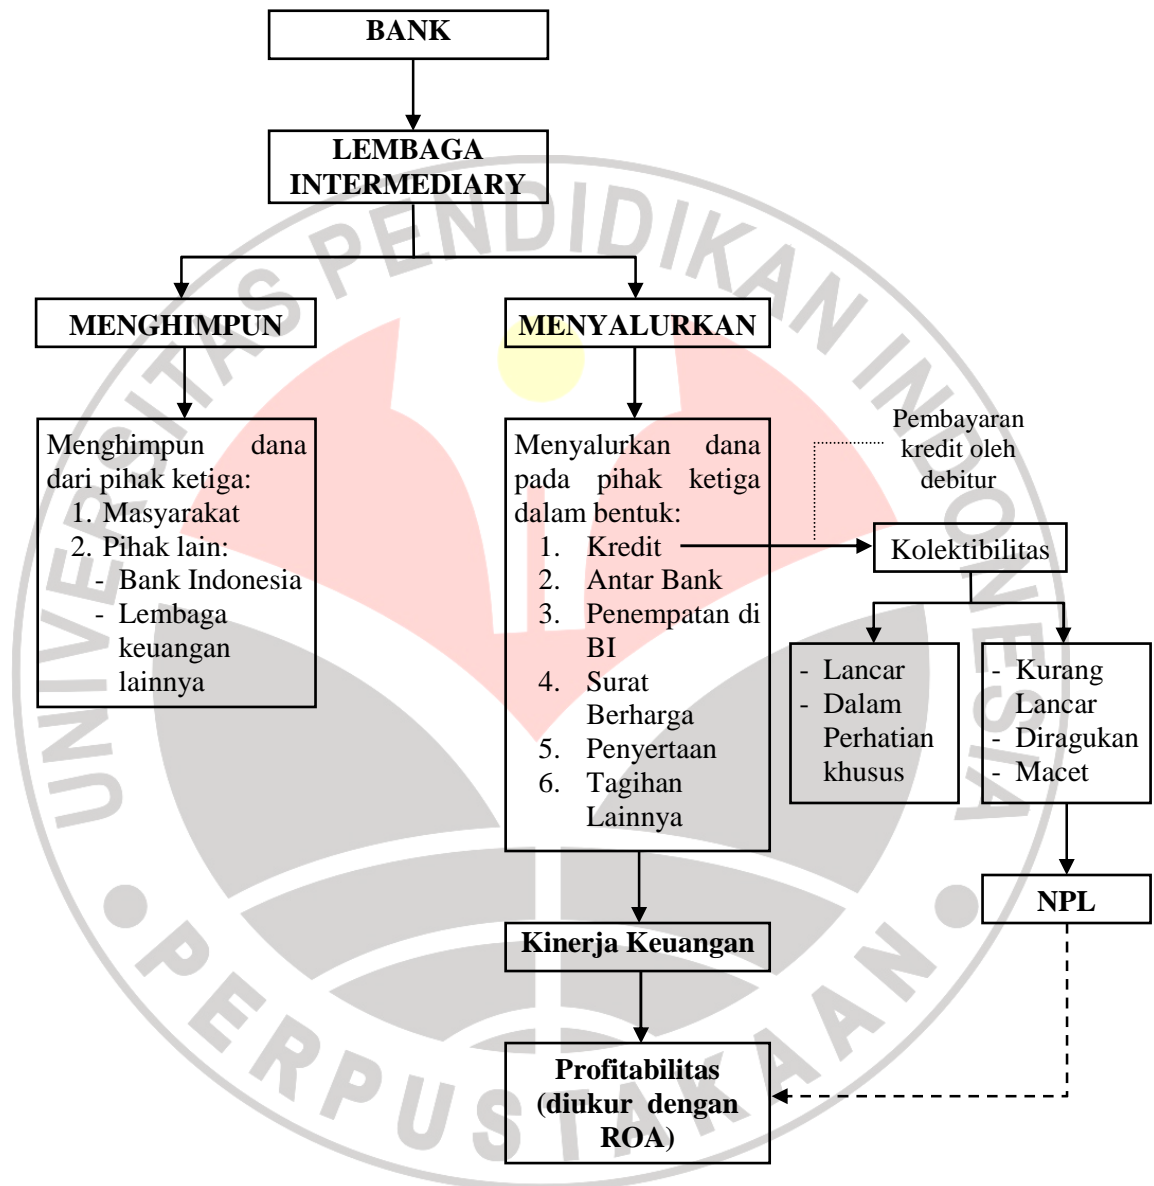 BANK
LEMBAGA
INTERMEDIARY
MENGHIMPUN
MENYALURKAN
Menghimpun dana
dari pihak ketiga:
1. Masyarakat
2. Pihak lain:
- Bank Indonesia
- Lembaga
keuangan
lainnya
Menyalurkan dana
pada pihak ketiga
dalam bentuk:
1. Kredit
2. Antar Bank
3. Penempatan di
BI
4. Surat
Berharga
5. Penyertaan
6. Tagihan
Lainnya
Pembayaran
kredit oleh
debitur
Kolektibilitas
- Lancar
- Dalam
Perhatian
khusus
- Kurang
Lancar
- Diragukan
- Macet
NPL
Kinerja Keuangan
Profitabilitas
(diukur dengan
ROA)
UNIVERSITAS PENDIDIKAN INDONESIA
PERPUSTAKAAN